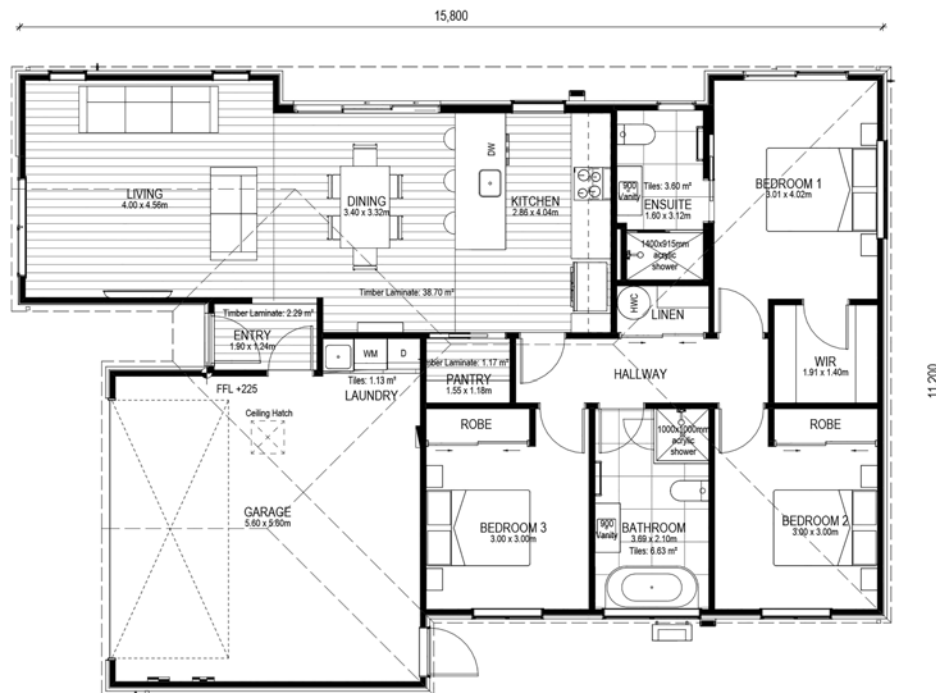 15,800
LIVING
4.00 x 4.56m
DINING
3.40 x 3.32m
DW
KITCHEN
2.86 x 4.04m
Timber Laminate: 38.70 m²
900
Vanity
Tiles: 3.60 m²
ENSUITE
1.60 x 3.12m
1400x915mm
acrylic
shower
BEDROOM 1
3.01 x 4.02m
HWC
LINEN
Timber Laminate: 2.29 m²
ENTRY
1.90 x 1.24m
WM
D
Tiles: 1.13 m²
LAUNDRY
Timber Laminate: 1.17 m²
PANTRY
1.55 x 1.18m
HALLWAY
WIR
1.91 x 1.40m
11,200
FFL +225
Ceiling Hatch
GARAGE
5.60 x 5.60m
ROBE
BEDROOM 3
3.00 x 3.00m
1000x1000mm
acrylic
shower
900
Vanity
BATHROOM
3.69 x 2.10m
Tiles: 6.63 m²
ROBE
BEDROOM 2
3.00 x 3.00m